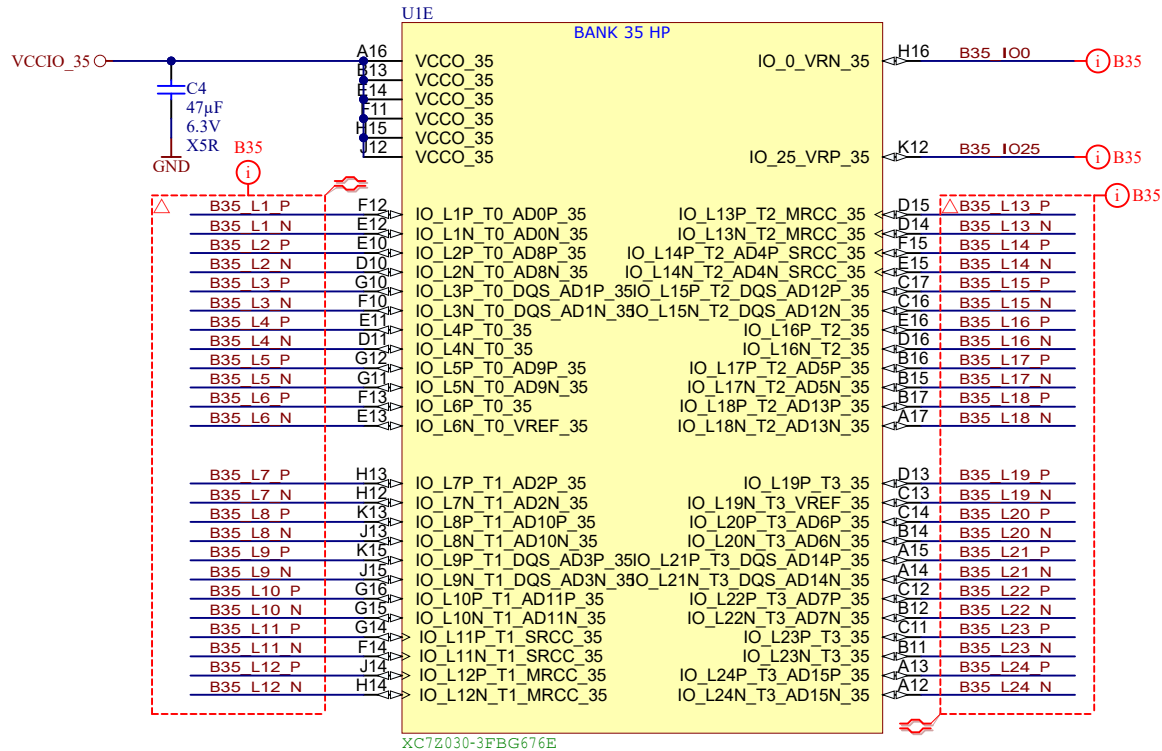 U1E
BANK 35 HP
VCCIO_35 A16 VCCO_35 IO_0_VRN_35 H16 B35_IO0 i B35
B13 VCCO_35
E14 VCCO_35
C4
47µF
6.3V
X5R
GND
F11 VCCO_35
H15 VCCO_35
J12 VCCO_35 IO_25_VRP_35 K12 B35_IO25 i B35
B35
i
i B35
B35_L1_P F12 IO_L1P_T0_AD0P_35 IO_L13P_T2_MRCC_35 D15 B35_L13_P
B35_L1_N E12 IO_L1N_T0_AD0N_35 IO_L13N_T2_MRCC_35 D14 B35_L13_N
B35_L2_P E10 IO_L2P_T0_AD8P_35 IO_L14P_T2_AD4P_SRCC_35 F15 B35_L14_P
B35_L2_N D10 IO_L2N_T0_AD8N_35 IO_L14N_T2_AD4N_SRCC_35 E15 B35_L14_N
B35_L3_P G10 IO_L3P_T0_DQS_AD1P_35 IO_L15P_T2_DQS_AD12P_35 C17 B35_L15_P
B35_L3_N F10 IO_L3N_T0_DQS_AD1N_35 IO_L15N_T2_DQS_AD12N_35 C16 B35_L15_N
B35_L4_P E11 IO_L4P_T0_35 IO_L16P_T2_35 E16 B35_L16_P
B35_L4_N D11 IO_L4N_T0_35 IO_L16N_T2_35 D16 B35_L16_N
B35_L5_P G12 IO_L5P_T0_AD9P_35 IO_L17P_T2_AD5P_35 B16 B35_L17_P
B35_L5_N G11 IO_L5N_T0_AD9N_35 IO_L17N_T2_AD5N_35 B15 B35_L17_N
B35_L6_P F13 IO_L6P_T0_35 IO_L18P_T2_AD13P_35 B17 B35_L18_P
B35_L6_N E13 IO_L6N_T0_VREF_35 IO_L18N_T2_AD13N_35 A17 B35_L18_N
B35_L7_P H13 IO_L7P_T1_AD2P_35 IO_L19P_T3_35 D13 B35_L19_P
B35_L7_N H12 IO_L7N_T1_AD2N_35 IO_L19N_T3_VREF_35 C13 B35_L19_N
B35_L8_P K13 IO_L8P_T1_AD10P_35 IO_L20P_T3_AD6P_35 C14 B35_L20_P
B35_L8_N J13 IO_L8N_T1_AD10N_35 IO_L20N_T3_AD6N_35 B14 B35_L20_N
B35_L9_P K15 IO_L9P_T1_DQS_AD3P_35 IO_L21P_T3_DQS_AD14P_35 A15 B35_L21_P
B35_L9_N J15 IO_L9N_T1_DQS_AD3N_35 IO_L21N_T3_DQS_AD14N_35 A14 B35_L21_N
B35_L10_P G16 IO_L10P_T1_AD11P_35 IO_L22P_T3_AD7P_35 C12 B35_L22_P
B35_L10_N G15 IO_L10N_T1_AD11N_35 IO_L22N_T3_AD7N_35 B12 B35_L22_N
B35_L11_P G14 IO_L11P_T1_SRCC_35 IO_L23P_T3_35 C11 B35_L23_P
B35_L11_N F14 IO_L11N_T1_SRCC_35 IO_L23N_T3_35 B11 B35_L23_N
B35_L12_P J14 IO_L12P_T1_MRCC_35 IO_L24P_T3_AD15P_35 A13 B35_L24_P
B35_L12_N H14 IO_L12N_T1_MRCC_35 IO_L24N_T3_AD15N_35 A12 B35_L24_N
XC7Z030-3FBG676E